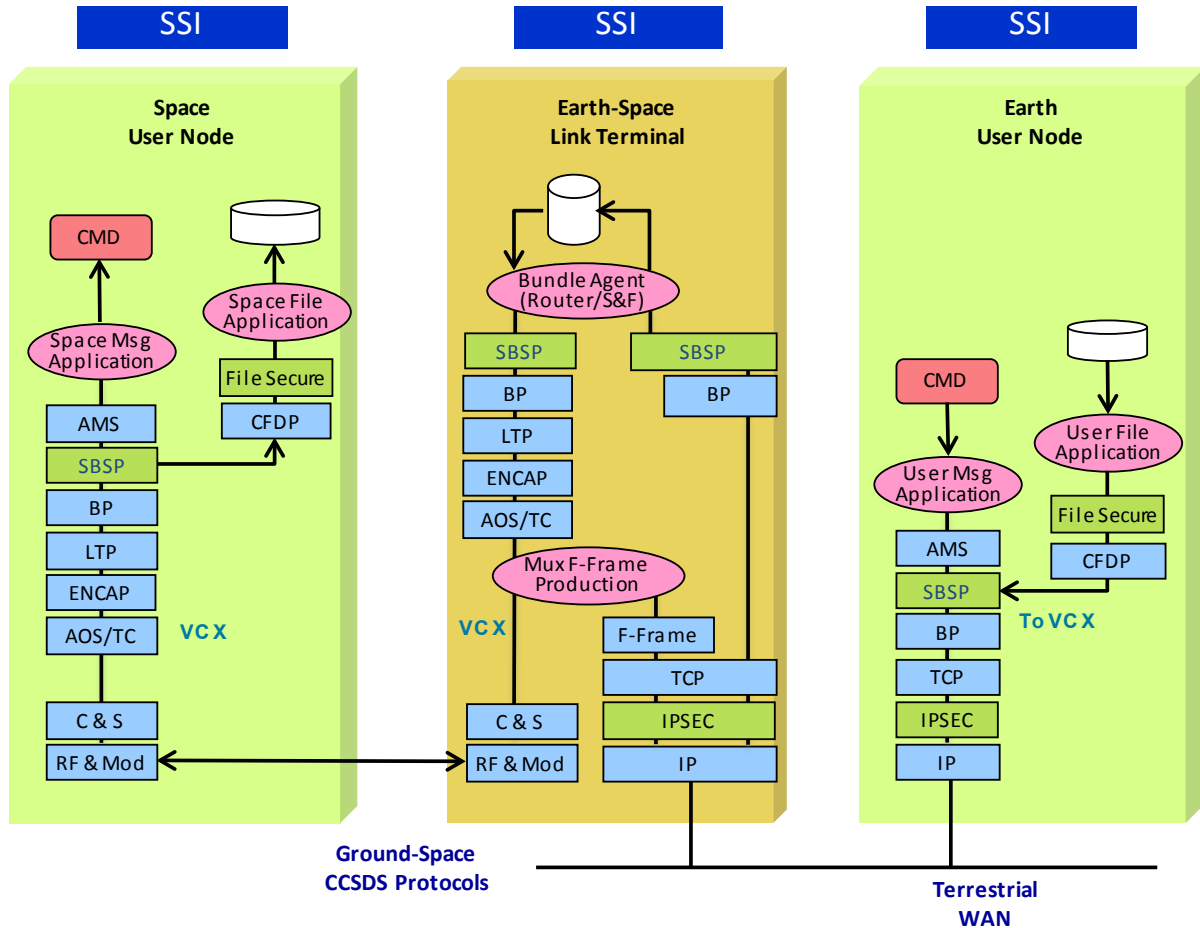 SSI
SSI
SSI
Space
User Node
CMD
Space File
Application
Space Msg
Application
File Secure
AMS
CFDP
SBSP
BP
LTP
ENCAP
AOS/TC
VC X
C & S
RF & Mod
Earth-Space
Link Terminal
Bundle Agent
(Router/S&F)
SBSP
SBSP
BP
BP
LTP
ENCAP
AOS/TC
Mux F-Frame
Production
VC X
F-Frame
TCP
C & S
IPSEC
RF & Mod
IP
Earth
User Node
CMD
User File
Application
User Msg
Application
File Secure
AMS
CFDP
SBSP
To VC X
BP
TCP
IPSEC
IP
Ground-Space
CCSDS Protocols
Terrestrial
WAN